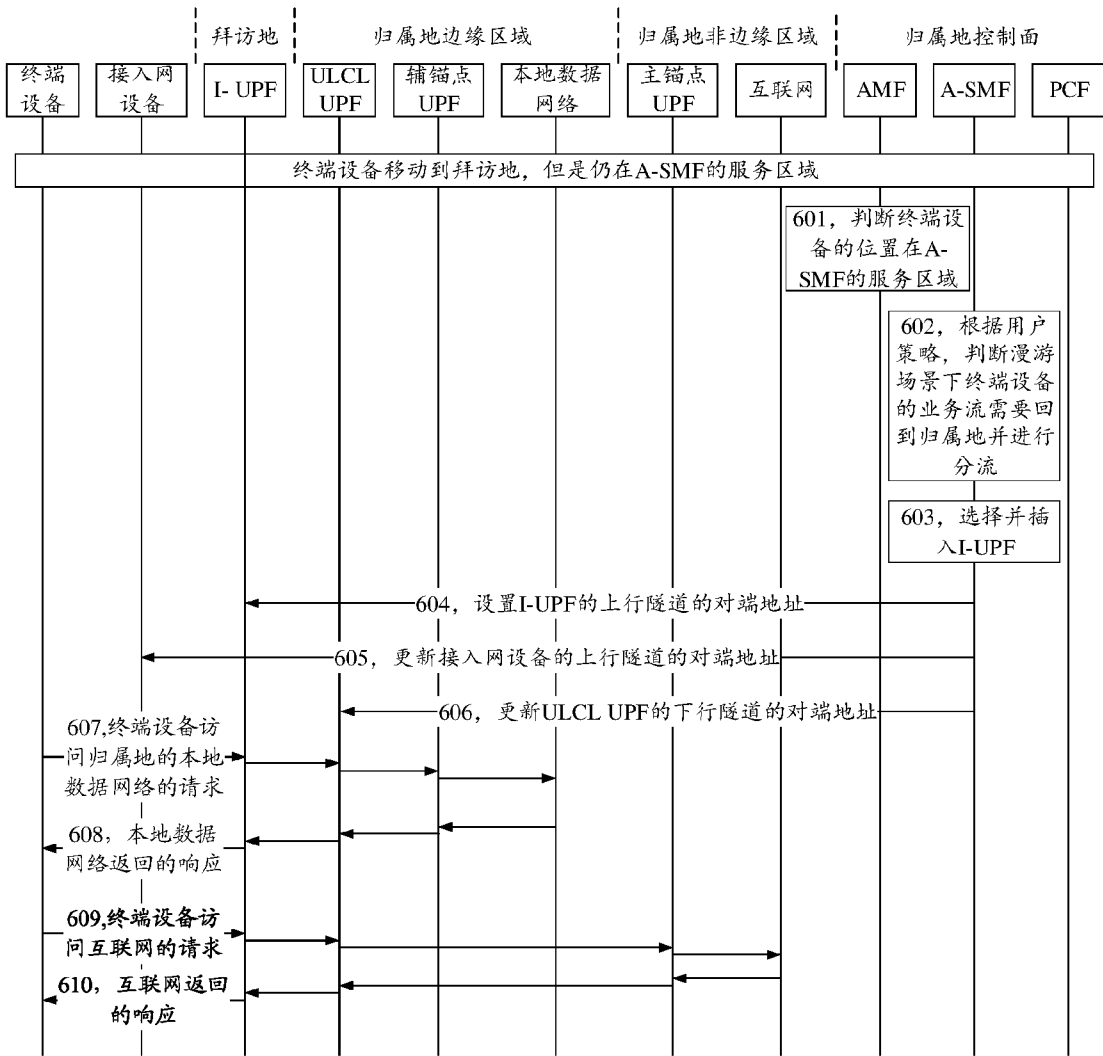 拜访地
归属地边缘区域
归属地非边缘区域
归属地控制面
终端
设备
接入网
设备
I- UPF
ULCL
UPF
辅锚点
UPF
本地数据
网络
主锚点
UPF
互联网
AMF
A-SMF
PCF
终端设备移动到拜访地，但是仍在A-SMF的服务区域
601，判断终端设
备的位置在A-
SMF的服务区域
602，根据用户
策略，判断漫游
场景下终端设备
的业务流需要回
到归属地并进行
分流
603，选择并插
入I-UPF
604，设置I-UPF的上行隧道的对端地址
605，更新接入网设备的上行隧道的对端地址
606，更新ULCL UPF的下行隧道的对端地址
607,终端设备访
问归属地的本地
数据网络的请求
608，本地数据
网络返回的响应
609,终端设备访
问互联网的请求
610，互联网返回
的响应